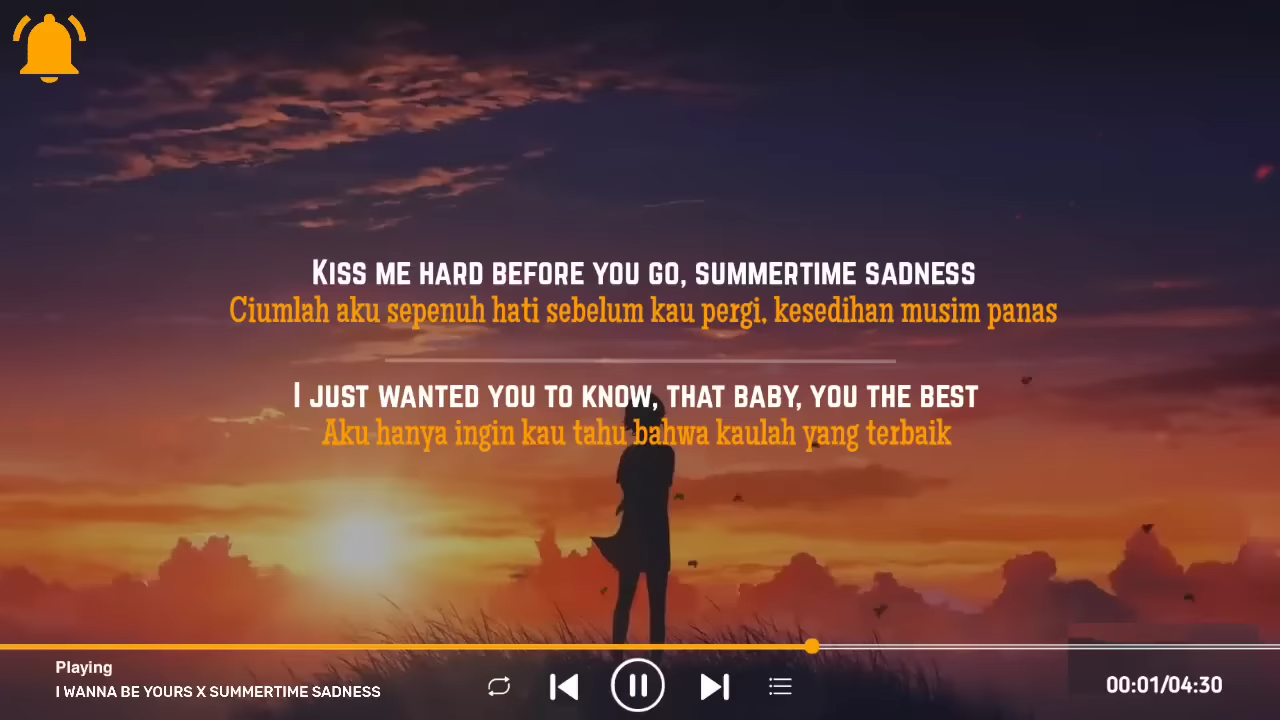 Kiss me hard before you go, summertime sadness
Ciumlah aku sepenuh hati sebelum kau pergi, kesedihan musim panas
I just wanted you to know, that baby, you the best
Aku hanya ingin kau tahu bahwa kaulah yang terbaik
Playing
I WANNA BE YOURS X SUMMERTIME SADNESS
00:01/04:30